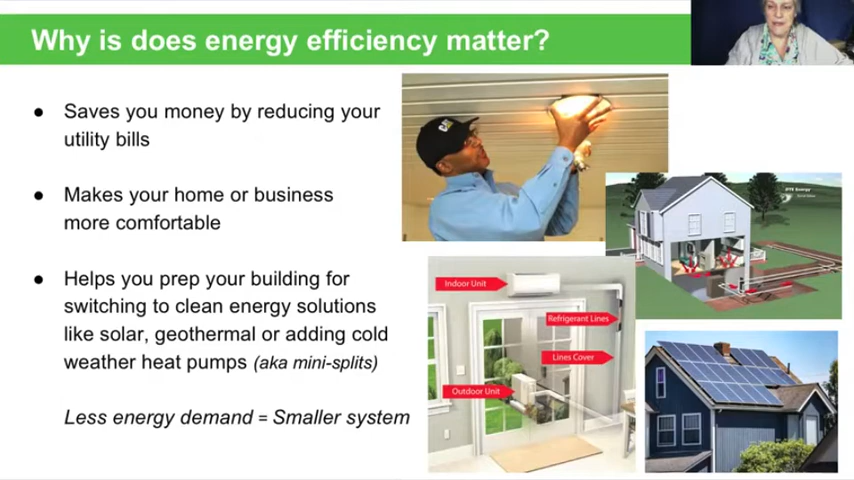 Why is does energy efficiency matter?
● Saves you money by reducing your
utility bills
● Makes your home or business
more comfortable
● Helps you prep your building for
switching to clean energy solutions
like solar, geothermal or adding cold
weather heat pumps (aka mini-splits)
Less energy demand = Smaller system
CAT
DTE Energy
Indoor Unit
Refrigerant Lines
Lines Cover
Outdoor Unit